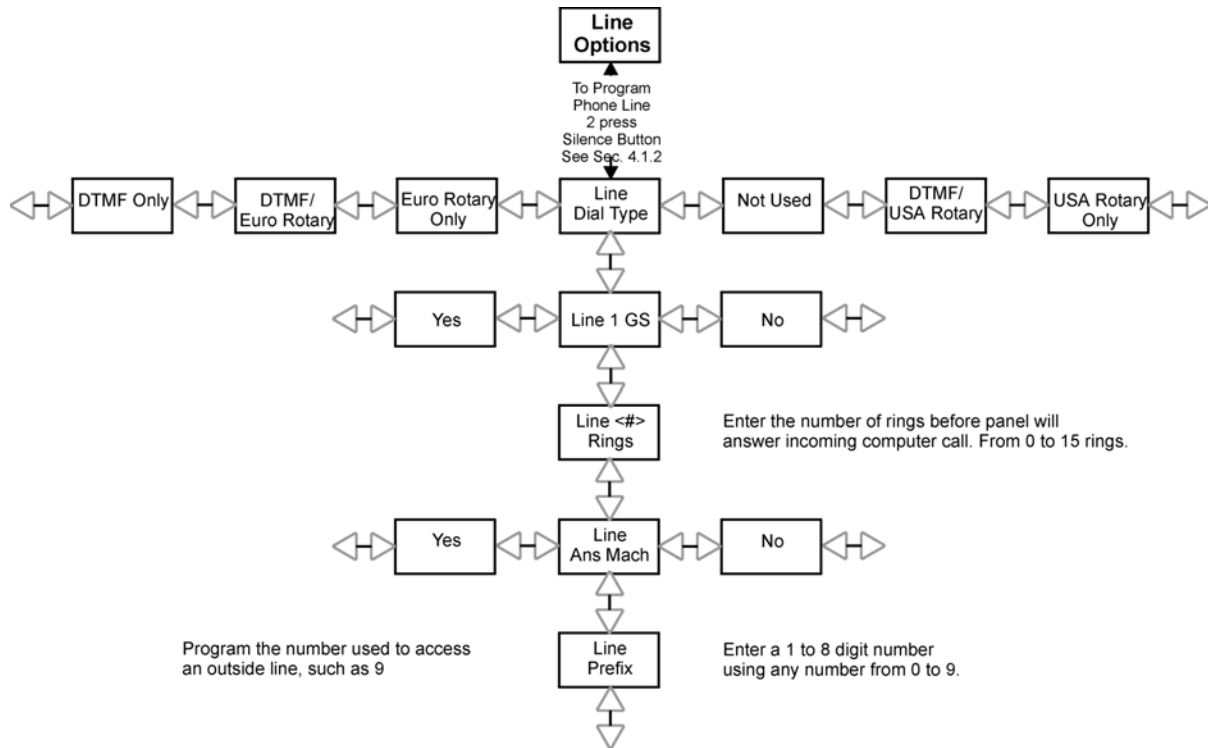 Line
Options
To Program
Phone Line
2 press
Silence Button
See Sec. 4.1.2
DTMF Only
DTMF/
Euro Rotary
Euro Rotary
Only
Line
Dial Type
Not Used
DTMF/
USA Rotary
USA Rotary
Only
Yes
Line 1 GS
No
Line <#>
Rings
Enter the number of rings before panel will
answer incoming computer call. From 0 to 15 rings.
Yes
Line
Ans Mach
No
Program the number used to access
an outside line, such as 9
Line
Prefix
Enter a 1 to 8 digit number
using any number from 0 to 9.